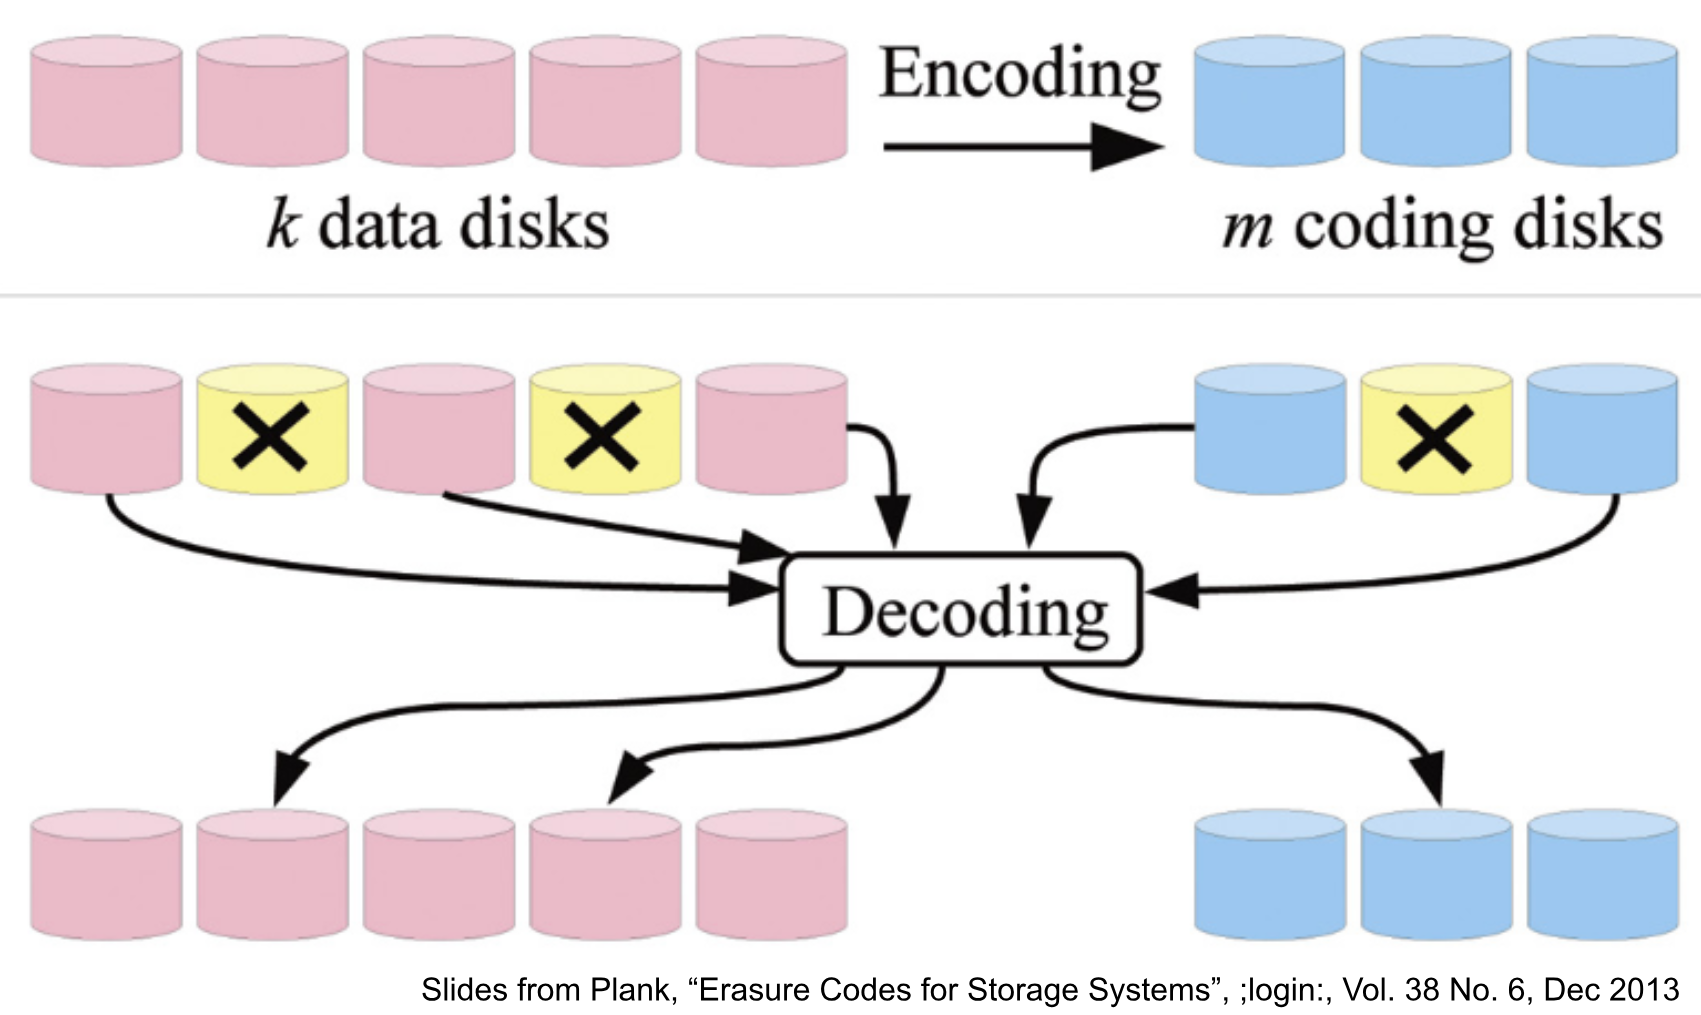 Encoding
k data disks
m coding disks
Decoding
Slides from Plank, “Erasure Codes for Storage Systems”, ;login:, Vol. 38 No. 6, Dec 2013